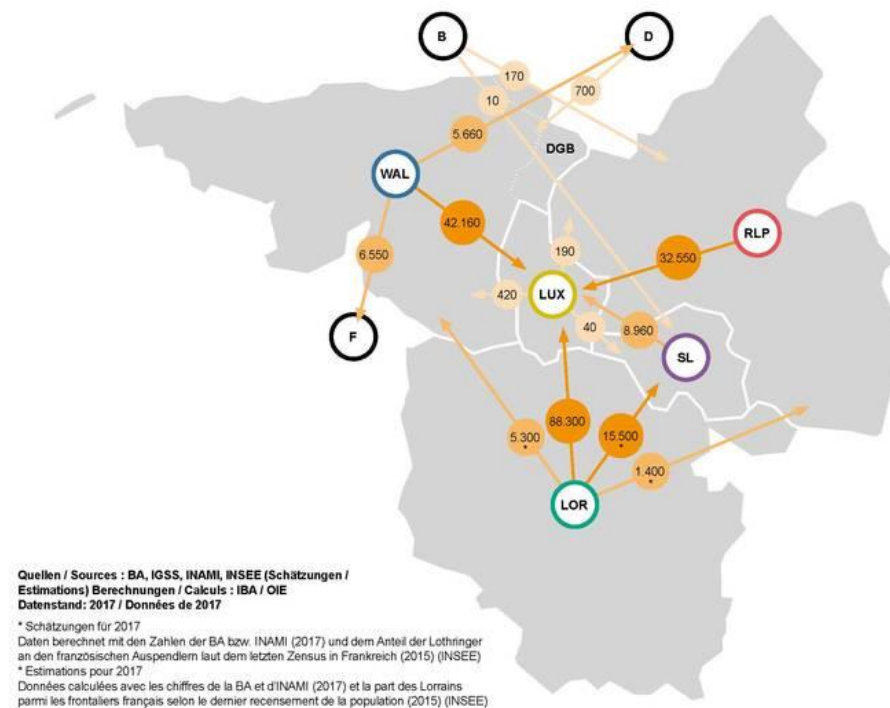 B
D
170
700
10
5.660
DGB
WAL
42.160
RLP
190
32.550
6.550
LUX
420
40
8.960
F
SL
88.300
5.300
*
15.500
*
1.400
*
LOR
Quellen / Sources : BA, IGSS, INAMI, INSEE (Schätzungen /
Estimations) Berechnungen / Calculs : IBA / OIE
Datenstand: 2017 / Données de 2017
* Schätzungen für 2017
Daten berechnet mit den Zahlen der BA bzw. INAMI (2017) und dem Anteil der Lothringer
an den französischen Auspendlern laut dem letzten Zensus in Frankreich (2015) (INSEE)
* Estimations pour 2017
Données calculées avec les chiffres de la BA et d'INAMI (2017) et la part des Lorrains
parmi les frontaliers français selon le dernier recensement de la population (2015) (INSEE)